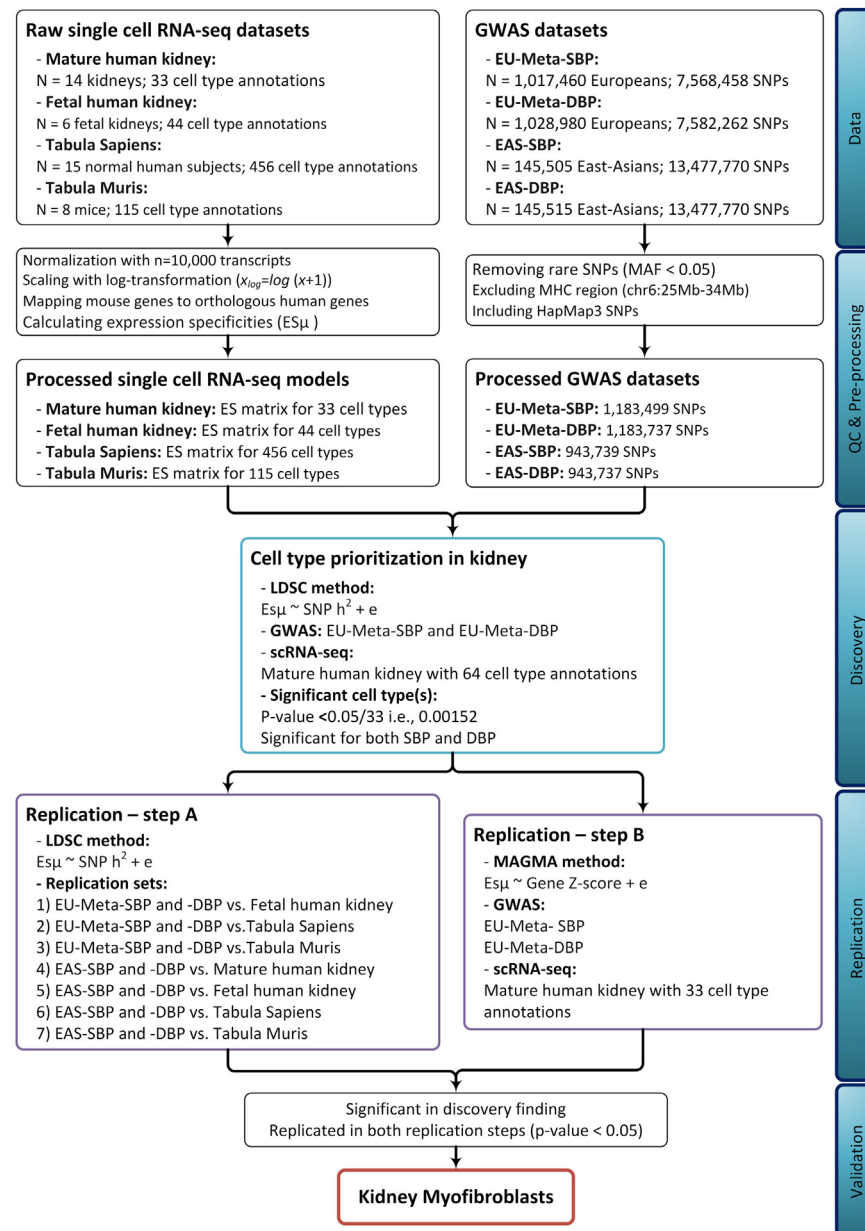 Raw single cell RNA-seq datasets
- Mature human kidney:
N = 14 kidneys; 33 cell type annotations
- Fetal human kidney:
N = 6 fetal kidneys; 44 cell type annotations
- Tabula Sapiens:
N = 15 normal human subjects; 456 cell type annotations
- Tabula Muris:
N = 8 mice; 115 cell type annotations
GWAS datasets
- EU-Meta-SBP:
N = 1,017,460 Europeans; 7,568,458 SNPs
- EU-Meta-DBP:
N = 1,028,980 Europeans; 7,582,262 SNPs
- EAS-SBP:
N = 145,505 East-Asians; 13,477,770 SNPs
- EAS-DBP:
N = 145,515 East-Asians; 13,477,770 SNPs
Data
Normalization with n=10,000 transcripts
Scaling with log-transformation (xlog=log (x+1))
Mapping mouse genes to orthologous human genes
Calculating expression specificities (ESµ )
Removing rare SNPs (MAF < 0.05)
Excluding MHC region (chr6:25Mb-34Mb)
Including HapMap3 SNPs
QC & Pre-processing
Processed single cell RNA-seq models
- Mature human kidney: ES matrix for 33 cell types
- Fetal human kidney: ES matrix for 44 cell types
- Tabula Sapiens: ES matrix for 456 cell types
- Tabula Muris: ES matrix for 115 cell types
Processed GWAS datasets
- EU-Meta-SBP: 1,183,499 SNPs
- EU-Meta-DBP: 1,183,737 SNPs
- EAS-SBP: 943,739 SNPs
- EAS-DBP: 943,737 SNPs
Cell type prioritization in kidney
- LDSC method:
Esµ ~ SNP h² + e
- GWAS: EU-Meta-SBP and EU-Meta-DBP
- scRNA-seq:
Mature human kidney with 64 cell type annotations
- Significant cell type(s):
P-value <0.05/33 i.e., 0.00152
Significant for both SBP and DBP
Discovery
Replication – step A
- LDSC method:
Esµ ~ SNP h² + e
- Replication sets:
1) EU-Meta-SBP and -DBP vs. Fetal human kidney
2) EU-Meta-SBP and -DBP vs.Tabula Sapiens
3) EU-Meta-SBP and -DBP vs.Tabula Muris
4) EAS-SBP and -DBP vs. Mature human kidney
5) EAS-SBP and -DBP vs. Fetal human kidney
6) EAS-SBP and -DBP vs. Tabula Sapiens
7) EAS-SBP and -DBP vs. Tabula Muris
Replication – step B
- MAGMA method:
Esµ ~ Gene Z-score + e
- GWAS:
EU-Meta- SBP
EU-Meta-DBP
- scRNA-seq:
Mature human kidney with 33 cell type
annotations
Replication
Significant in discovery finding
Replicated in both replication steps (p-value < 0.05)
Kidney Myofibroblasts
Validation